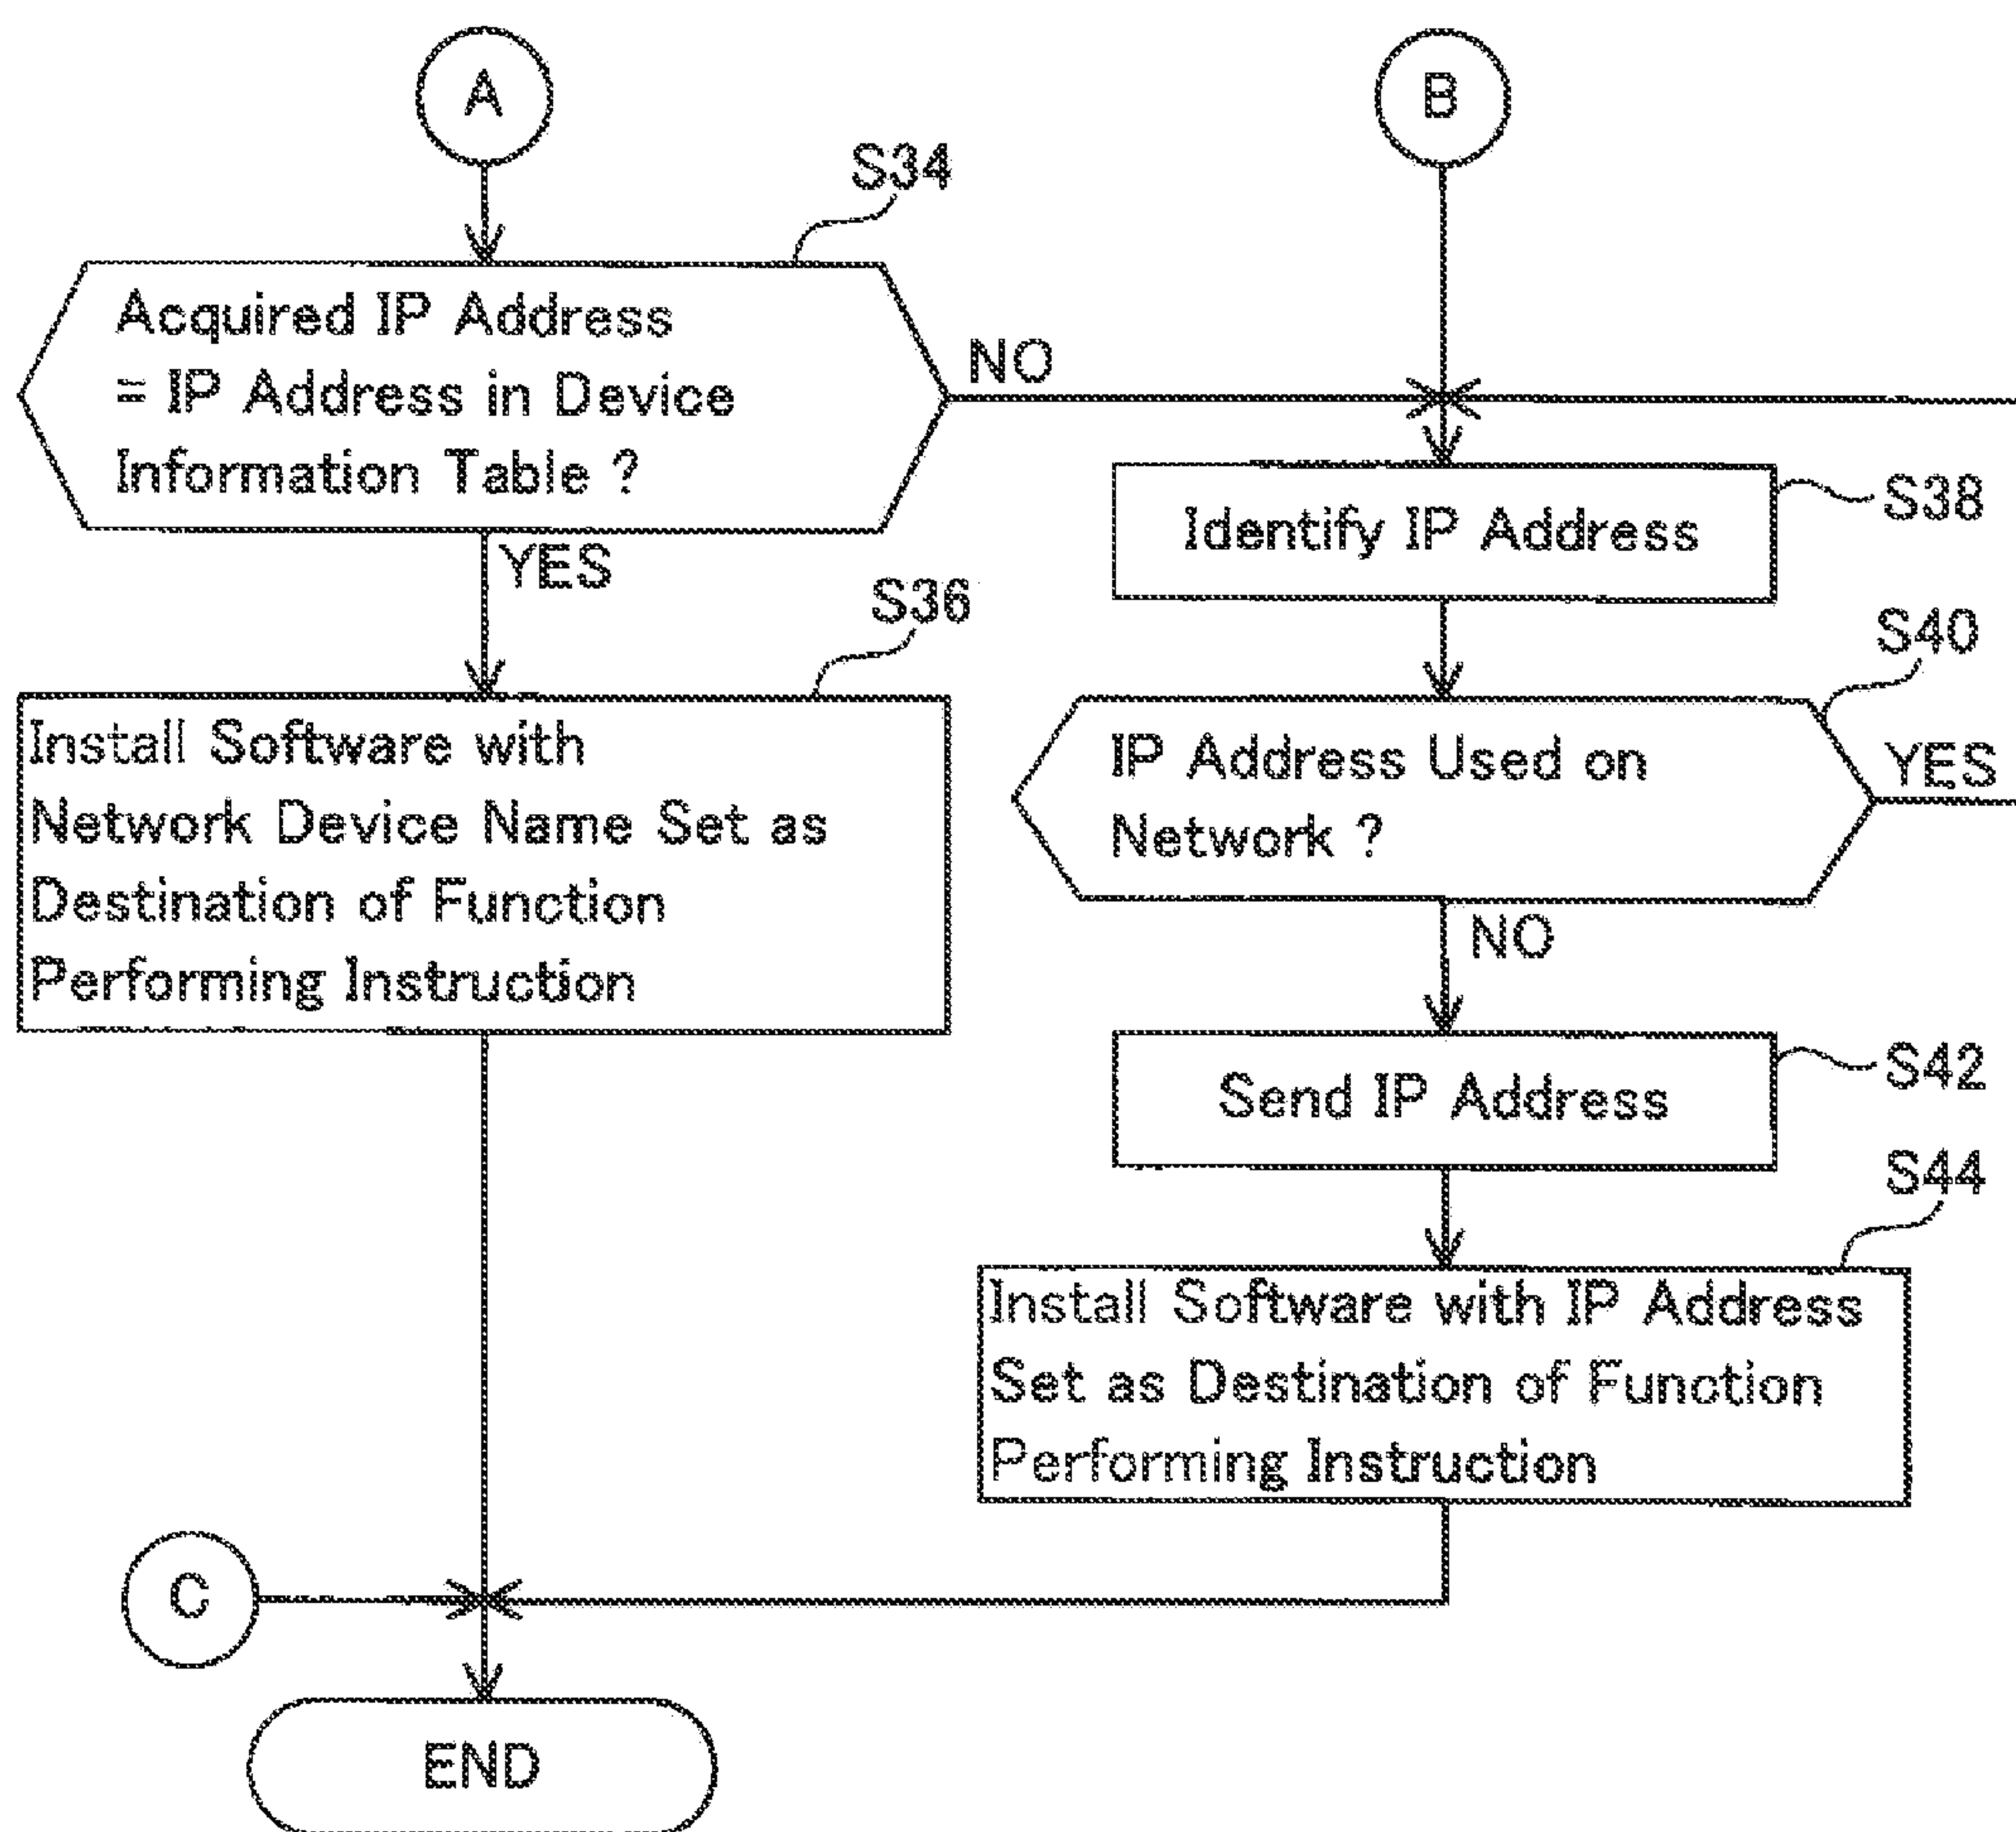 A
B
S34
Acquired IP Address
= IP Address in Device
Information Table ?
NO
YES
S36
Install Software with
Network Device Name Set as
Destination of Function
Performing Instruction
Identify IP Address
S38
S40
IP Address Used on
Network ?
YES
NO
Send IP Address
S42
S44
Install Software with IP Address
Set as Destination of Function
Performing Instruction
C
END